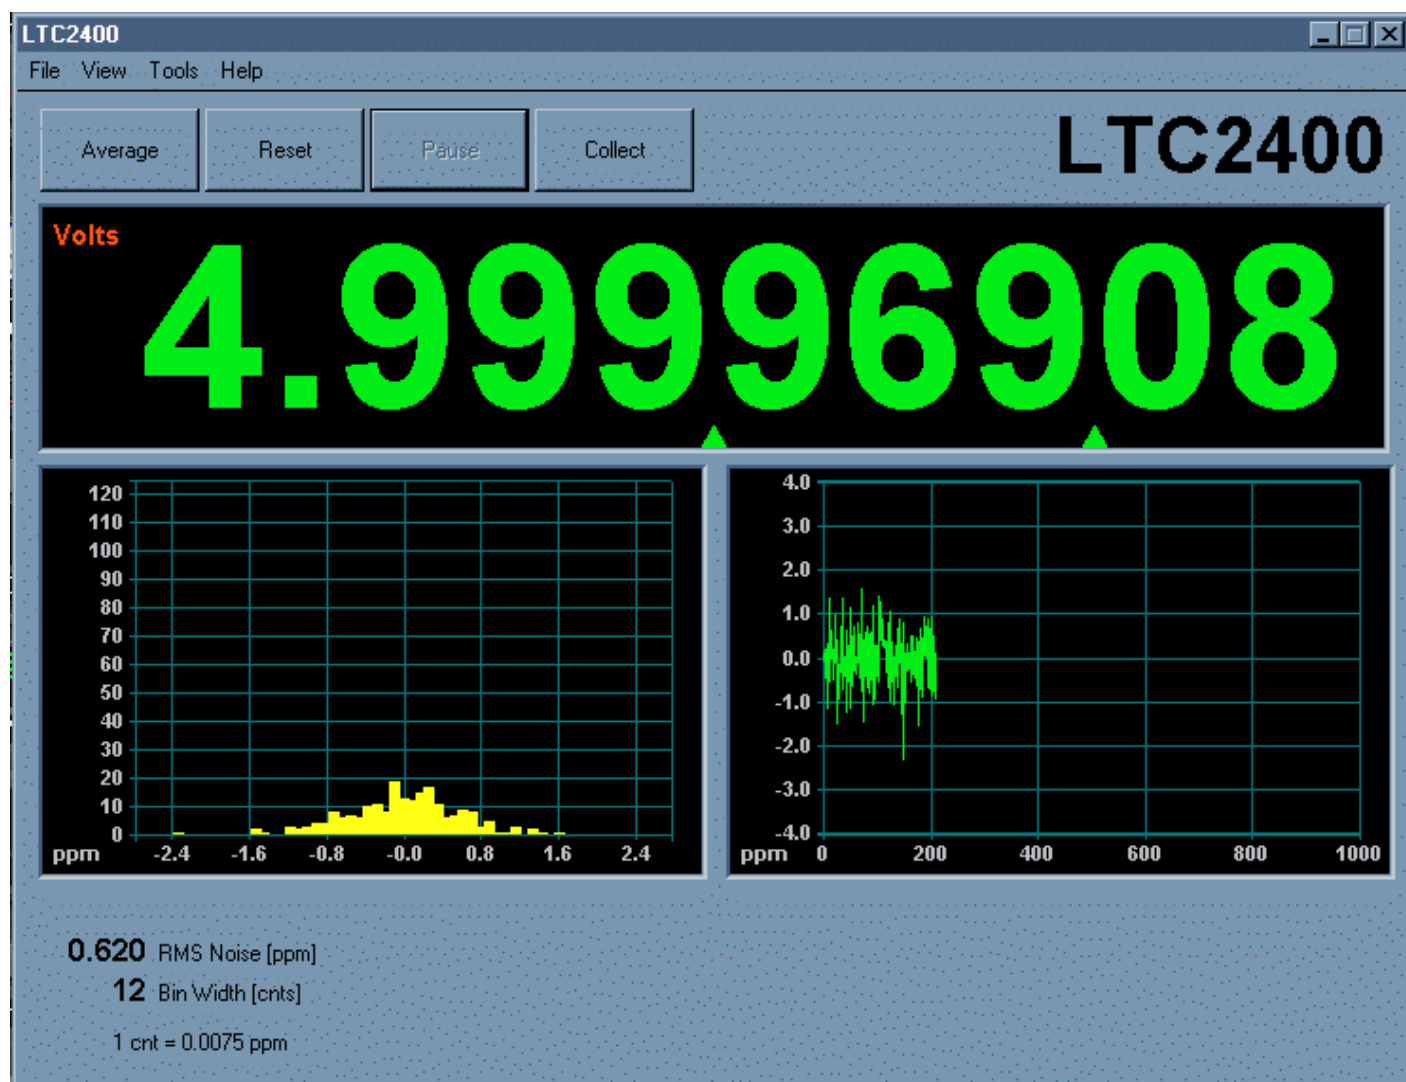 LTC2400
File View Tools Help
Average Reset Pause Collect
LTC2400
Volts
4.99996908
120
110
100
90
80
70
60
50
40
30
20
10
0
ppm -2.4 -1.6 -0.8 -0.0 0.8 1.6 2.4
4.0
3.0
2.0
1.0
0.0
-1.0
-2.0
-3.0
-4.0
ppm 0 200 400 600 800 1000
0.620 RMS Noise [ppm]
12 Bin Width [cnts]
1 cnt = 0.0075 ppm